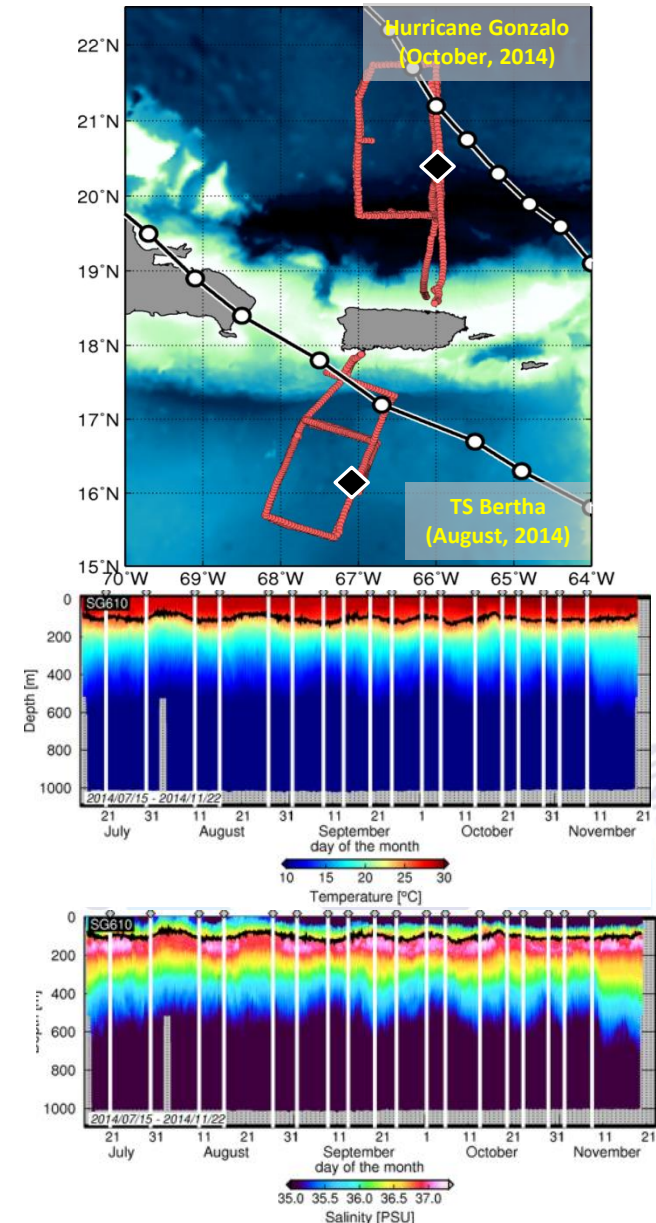 Hurricane Gonzalo
(October, 2014)
22°N
21°N
20°N
19°N
18°N
17°N
16°N
15°N
TS Bertha
(August, 2014)
70°W 69°W 68°W 67°W 66°W 65°W 64°W
SG610
0
200
400
600
800
1000
Depth [m]
2014/07/15 - 2014/11/22
21 31 11 21 31 11 21 1 11 21 31 11 21
July August September October November
day of the month
10 15 20 25 30
Temperature [°C]
SG610
0
200
400
600
800
1000
2014/07/15 - 2014/11/22
21 31 11 21 31 11 21 1 11 21 31 11 21
July August September October November
day of the month
35.0 35.5 36.0 36.5 37.0
Salinity [PSU]